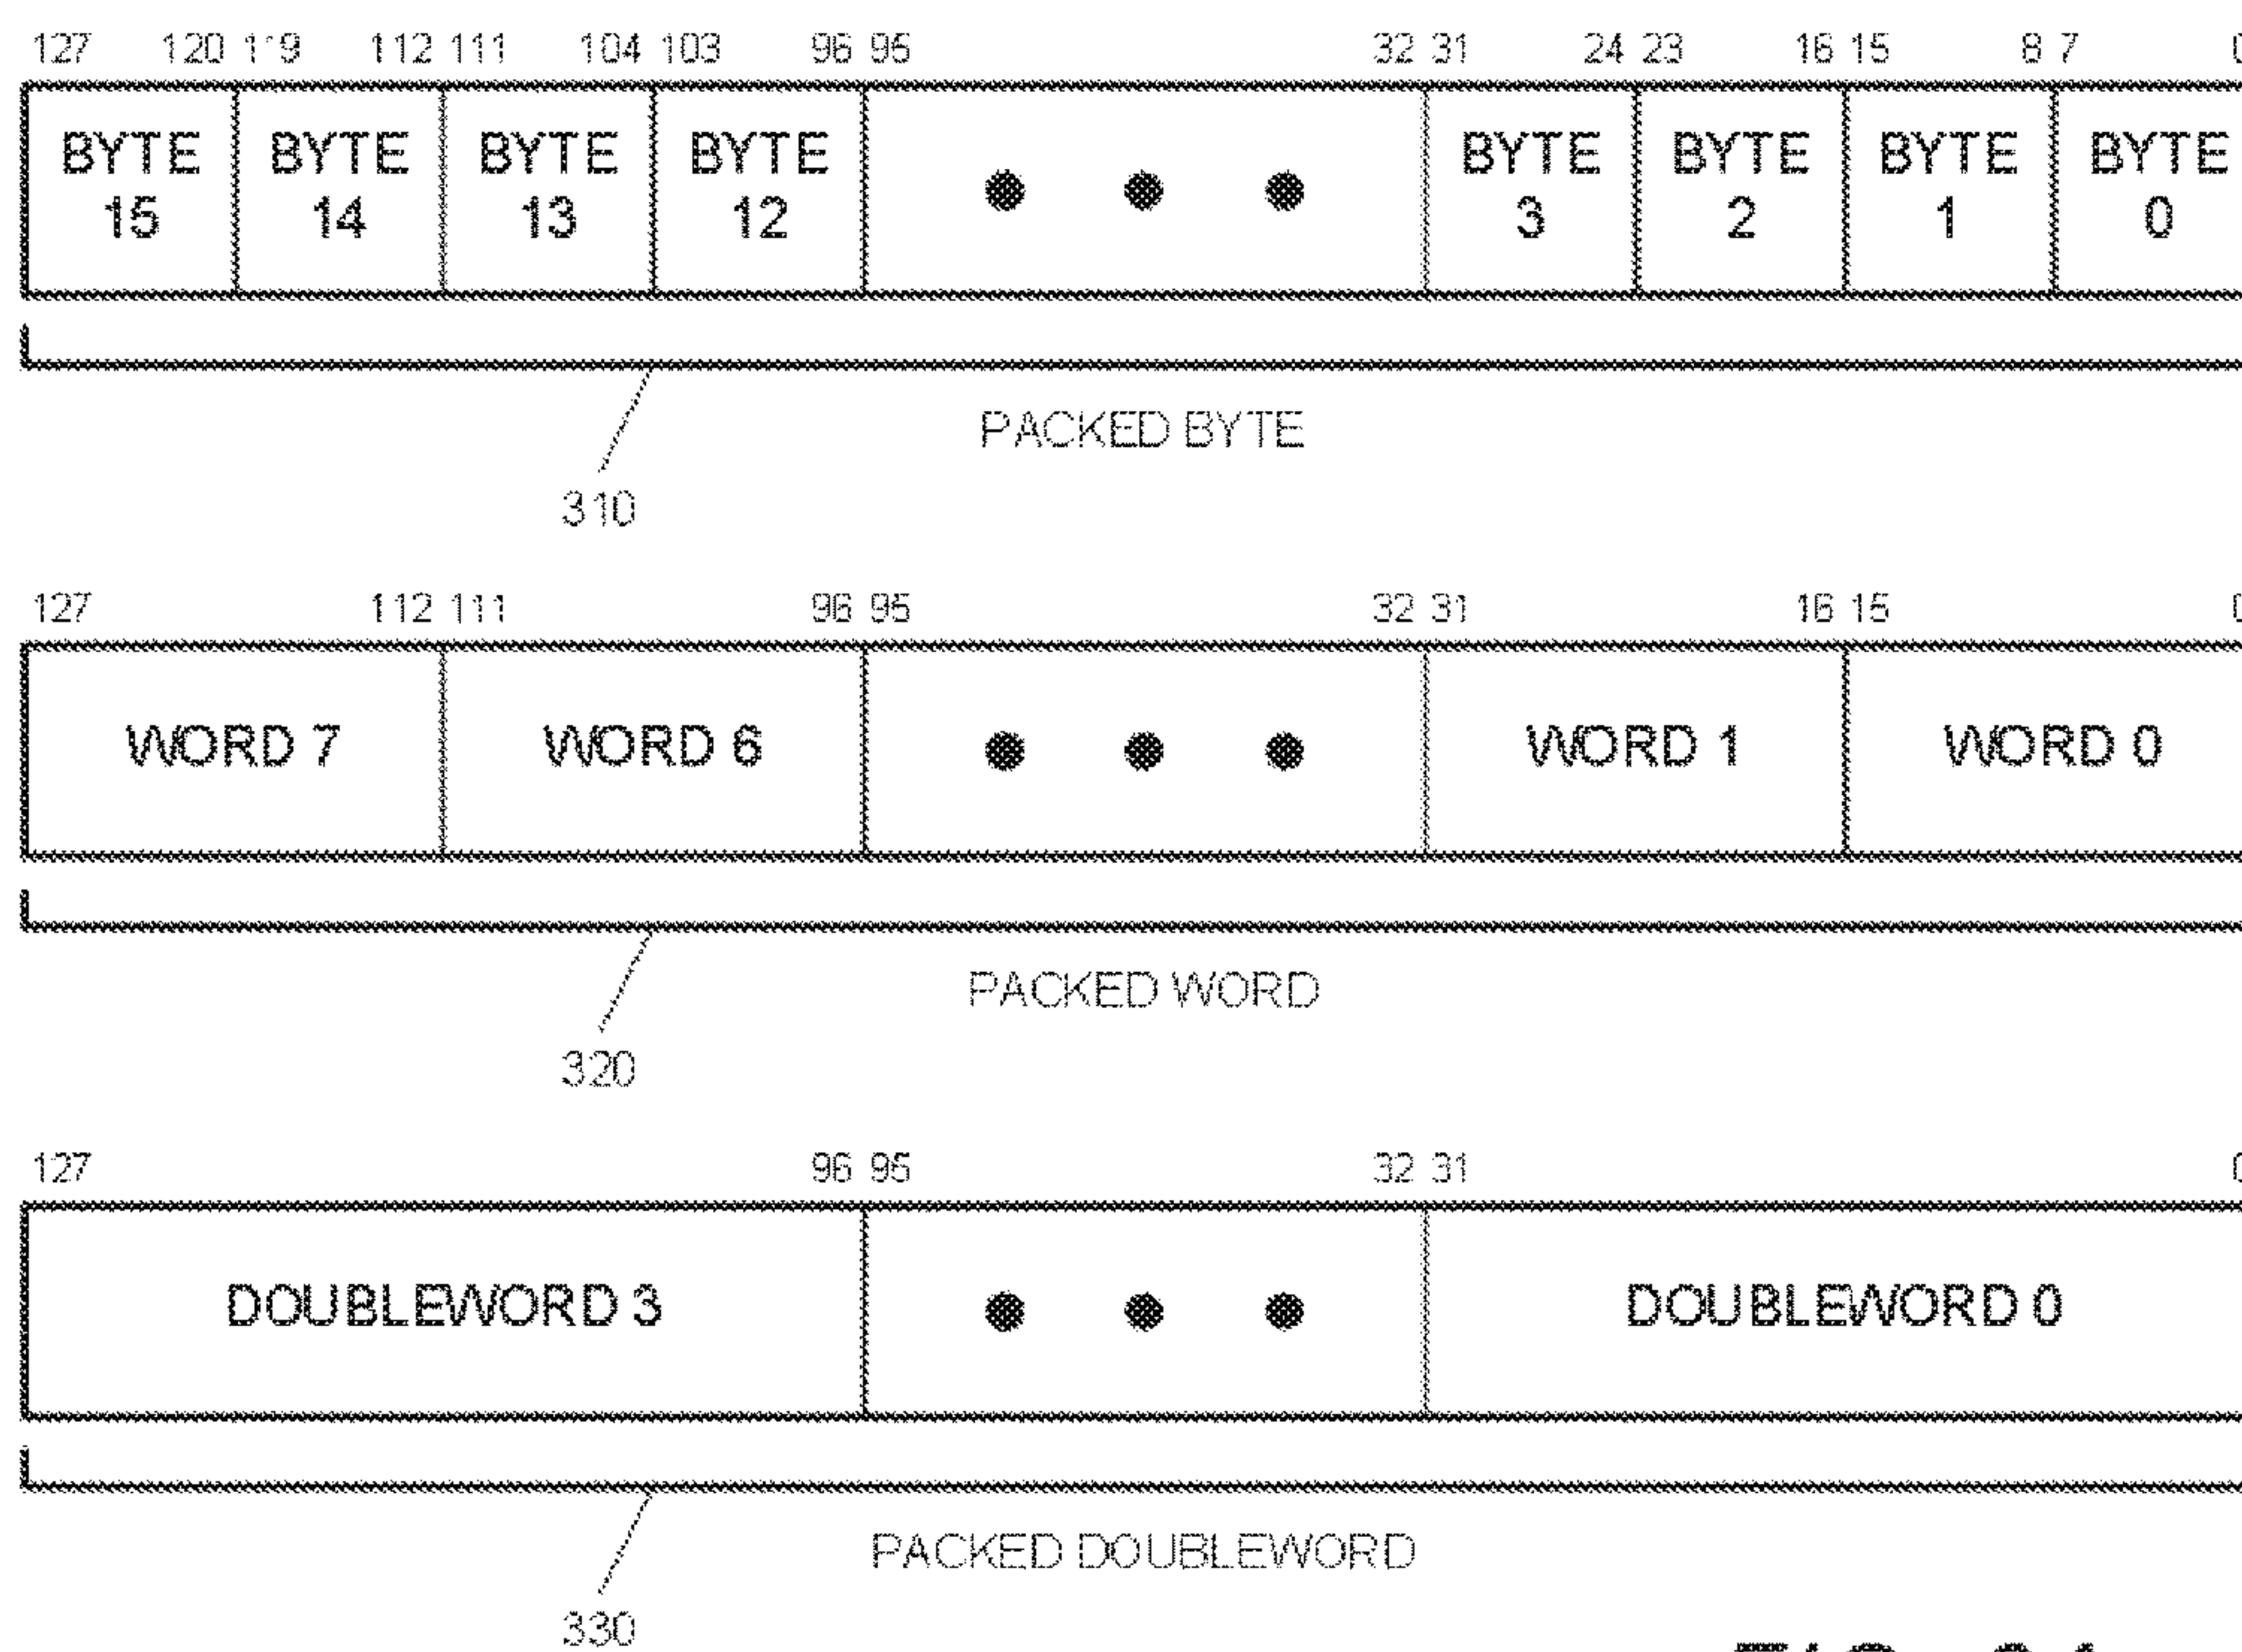 127 120 119 112 111 104 103 96 95 32 31 24 23 16 15 8 7 0
BYTE BYTE BYTE BYTE BYTE BYTE BYTE BYTE
15 14 13 12 3 2 1 0
PACKED BYTE
310
127 112 111 96 95 32 31 16 15 0
WORD 7 WORD 6 WORD 1 WORD 0
PACKED WORD
320
127 96 95 32 31 0
DOUBLEWORD 3 DOUBLEWORD 0
PACKED DOUBLEWORD
330